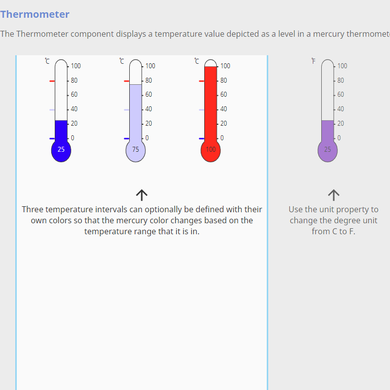 Thermometer
The Thermometer component displays a temperature value depicted as a level in a mercury thermomet
°C °C °C °F
100 100 100 100
80 80 80 80
60 60 60 60
40 40 40 40
20 20 20 20
0 0 0 0
25 75 100 25
Three temperature intervals can optionally be defined with their
own colors so that the mercury color changes based on the
temperature range that it is in.
Use the unit property to
change the degree unit
from C to F.